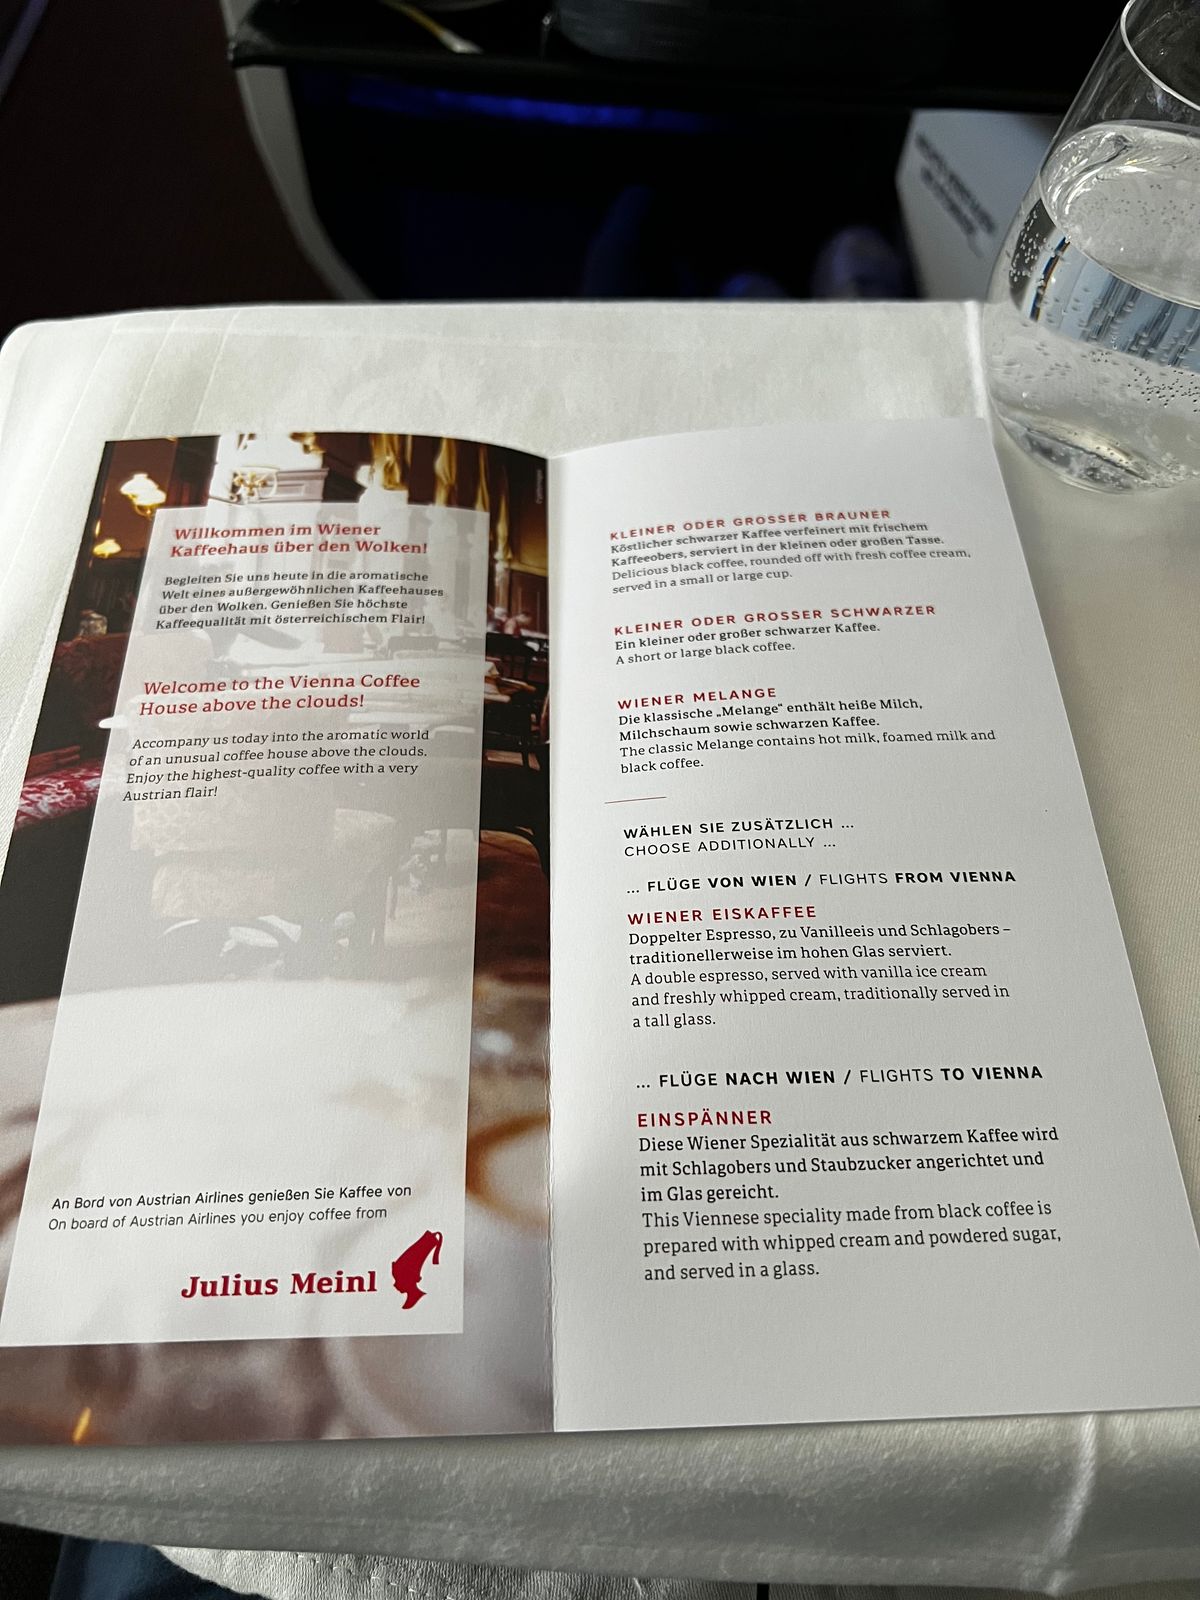 Willkommen im Wiener
Kaffeehaus über den Wolken!
Begleiten Sie uns heute in die aromatische
Welt eines außergewöhnlichen Kaffeehauses
über den Wolken. Genießen Sie höchste
Kaffeequalität mit österreichischem Flair!
Welcome to the Vienna Coffee
House above the clouds!
Accompany us today into the aromatic world
of an unusual coffee house above the clouds.
Enjoy the highest-quality coffee with a very
Austrian flair!
An Bord von Austrian Airlines genießen Sie Kaffee von
On board of Austrian Airlines you enjoy coffee from
Julius Meinl
KLEINER ODER GROSSER BRAUNER
Köstlicher schwarzer Kaffee verfeinert mit frischem
Kaffeeobers, serviert in der kleinen oder großen Tasse.
Delicious black coffee, rounded off with fresh coffee cream,
served in a small or large cup.
KLEINER ODER GROSSER SCHWARZER
Ein kleiner oder großer schwarzer Kaffee.
A short or large black coffee.
WIENER MELANGE
Die klassische „Melange" enthält heiße Milch,
Milchschaum sowie schwarzen Kaffee.
The classic Melange contains hot milk, foamed milk and
black coffee.
WÄHLEN SIE ZUSÄTZLICH ...
CHOOSE ADDITIONALLY ...
... FLÜGE VON WIEN / FLIGHTS FROM VIENNA
WIENER EISKAFFEE
Doppelter Espresso, zu Vanilleeis und Schlagobers –
traditionellerweise im hohen Glas serviert.
A double espresso, served with vanilla ice cream
and freshly whipped cream, traditionally served in
a tall glass.
... FLÜGE NACH WIEN / FLIGHTS TO VIENNA
EINSPÄNNER
Diese Wiener Spezialität aus schwarzem Kaffee wird
mit Schlagobers und Staubzucker angerichtet und
im Glas gereicht.
This Viennese speciality made from black coffee is
prepared with whipped cream and powdered sugar,
and served in a glass.